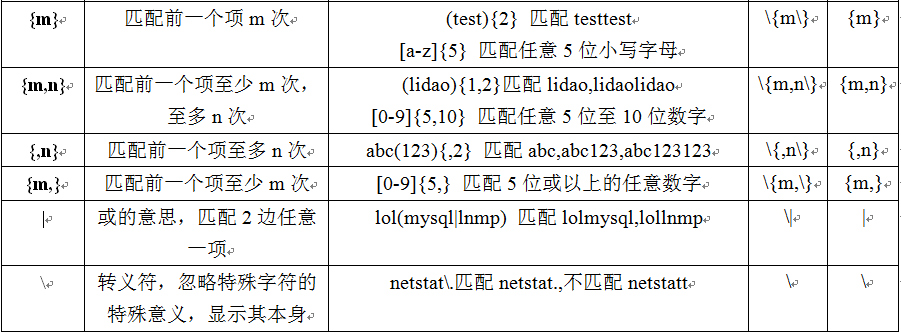 {m} 匹配前一个项 m 次 (test){2} 匹配 testtest \{m\} {m}
[a-z]{5} 匹配任意 5 位小写字母
{m,n} 匹配前一个项至少 m 次， (lidao){1,2}匹配 lidao,lidaolidao \{m,n\} {m,n}
至多 n 次 [0-9]{5,10} 匹配任意 5 位至 10 位数字
{,n} 匹配前一个项至多 n 次 abc(123){,2} 匹配 abc,abc123,abc123123 \{,n\} {,n}
{m,} 匹配前一个项至少 m 次 [0-9]{5,} 匹配 5 位或以上的任意数字 \{m,\} {m,}
| 或的意思，匹配 2 边任意 lol(mysql|lnmp) 匹配 lolmysql,lollnmp \| |
一项
\ 转义符，忽略特殊字符的 netstat\.匹配 netstat.,不匹配 netstatt \ \
特殊意义，显示其本身